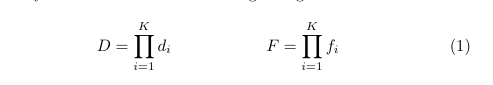 D = \prod_{i=1}^{K} d_i F = \prod_{i=1}^{K} f_i (1)